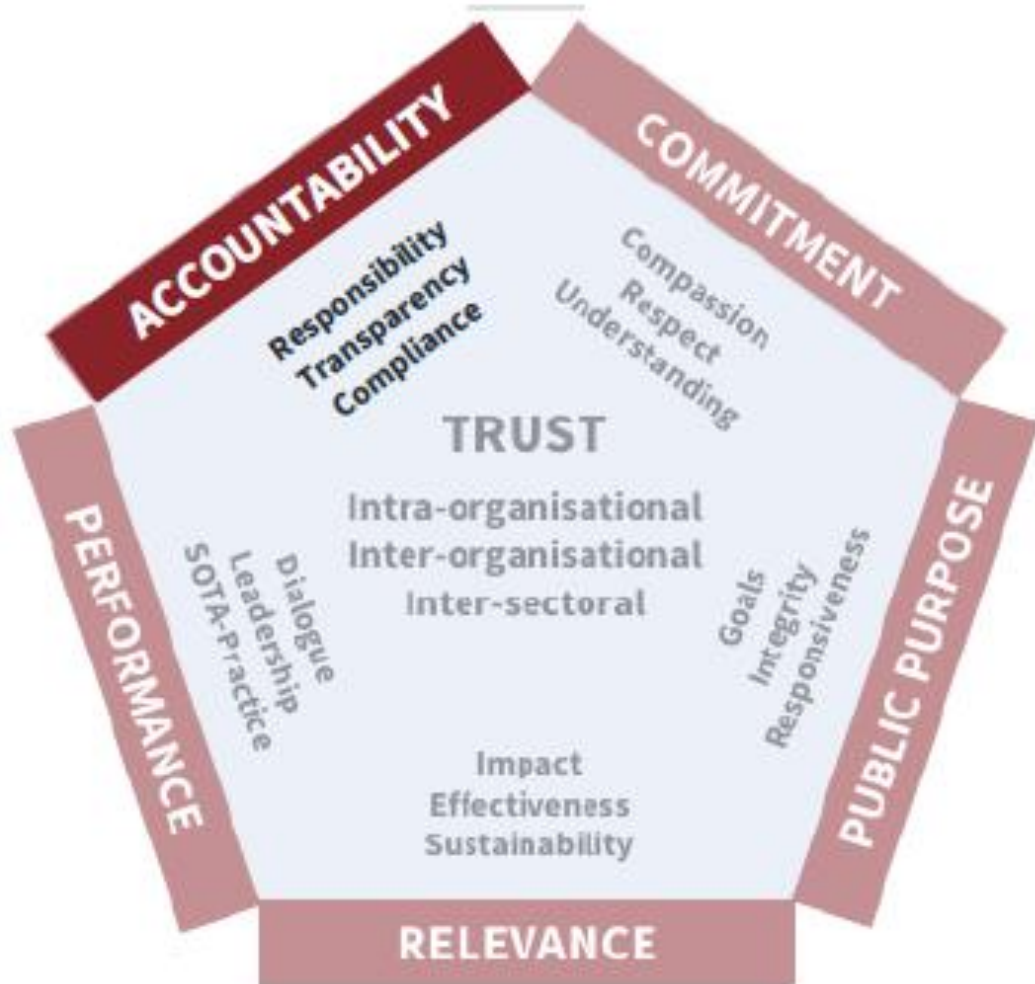 ACCOUNTABILITY
Responsibility
Transparency
Compliance
COMMITMENT
Compassion
Respect
Understanding
TRUST
Intra-organisational
Inter-organisational
Inter-sectoral
PERFORMANCE
Dialogue
Leadership
SOTA-Practice
PUBLIC PURPOSE
Goals
Integrity
Responsiveness
Impact
Effectiveness
Sustainability
RELEVANCE